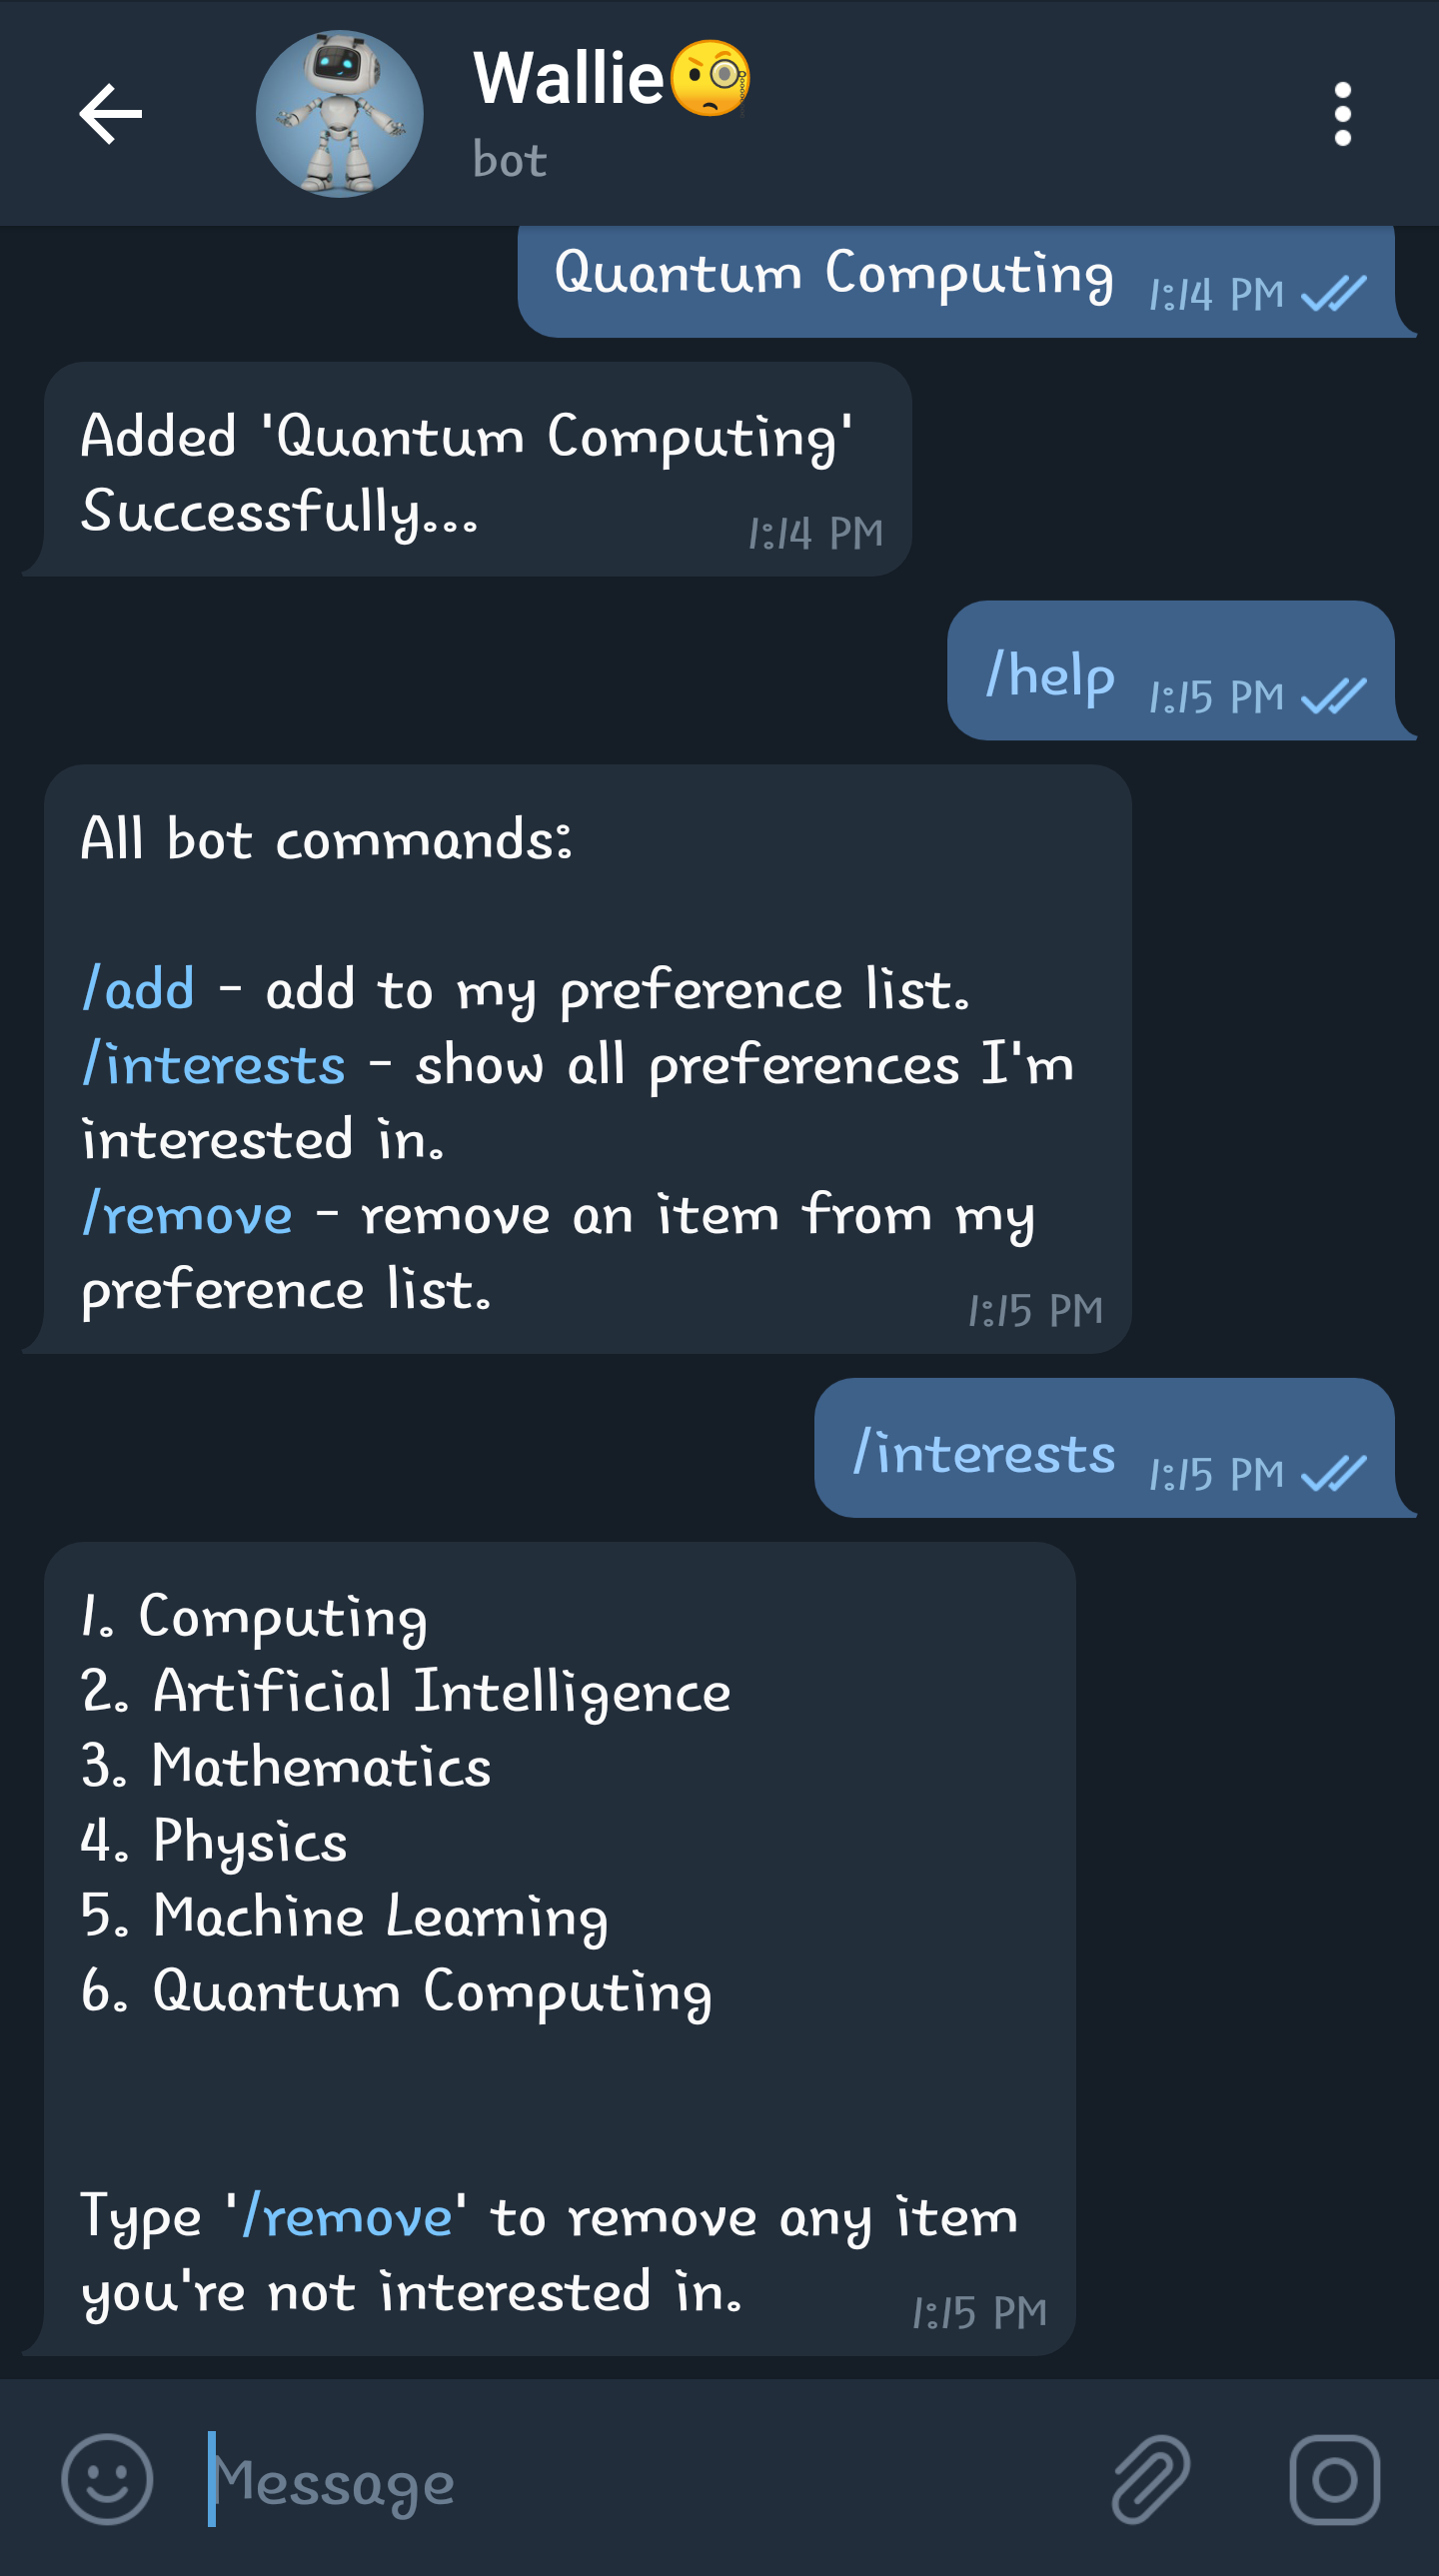 Wallie🧐
bot
Quantum Computing 1:14 PM
Added 'Quantum Computing'
Successfully... 1:14 PM
/help 1:15 PM
All bot commands:
/add - add to my preference list.
/interests - show all preferences I'm
interested in.
/remove - remove an item from my
preference list. 1:15 PM
/interests 1:15 PM
1. Computing
2. Artificial Intelligence
3. Mathematics
4. Physics
5. Machine Learning
6. Quantum Computing
Type '/remove' to remove any item
you're not interested in. 1:15 PM
Message